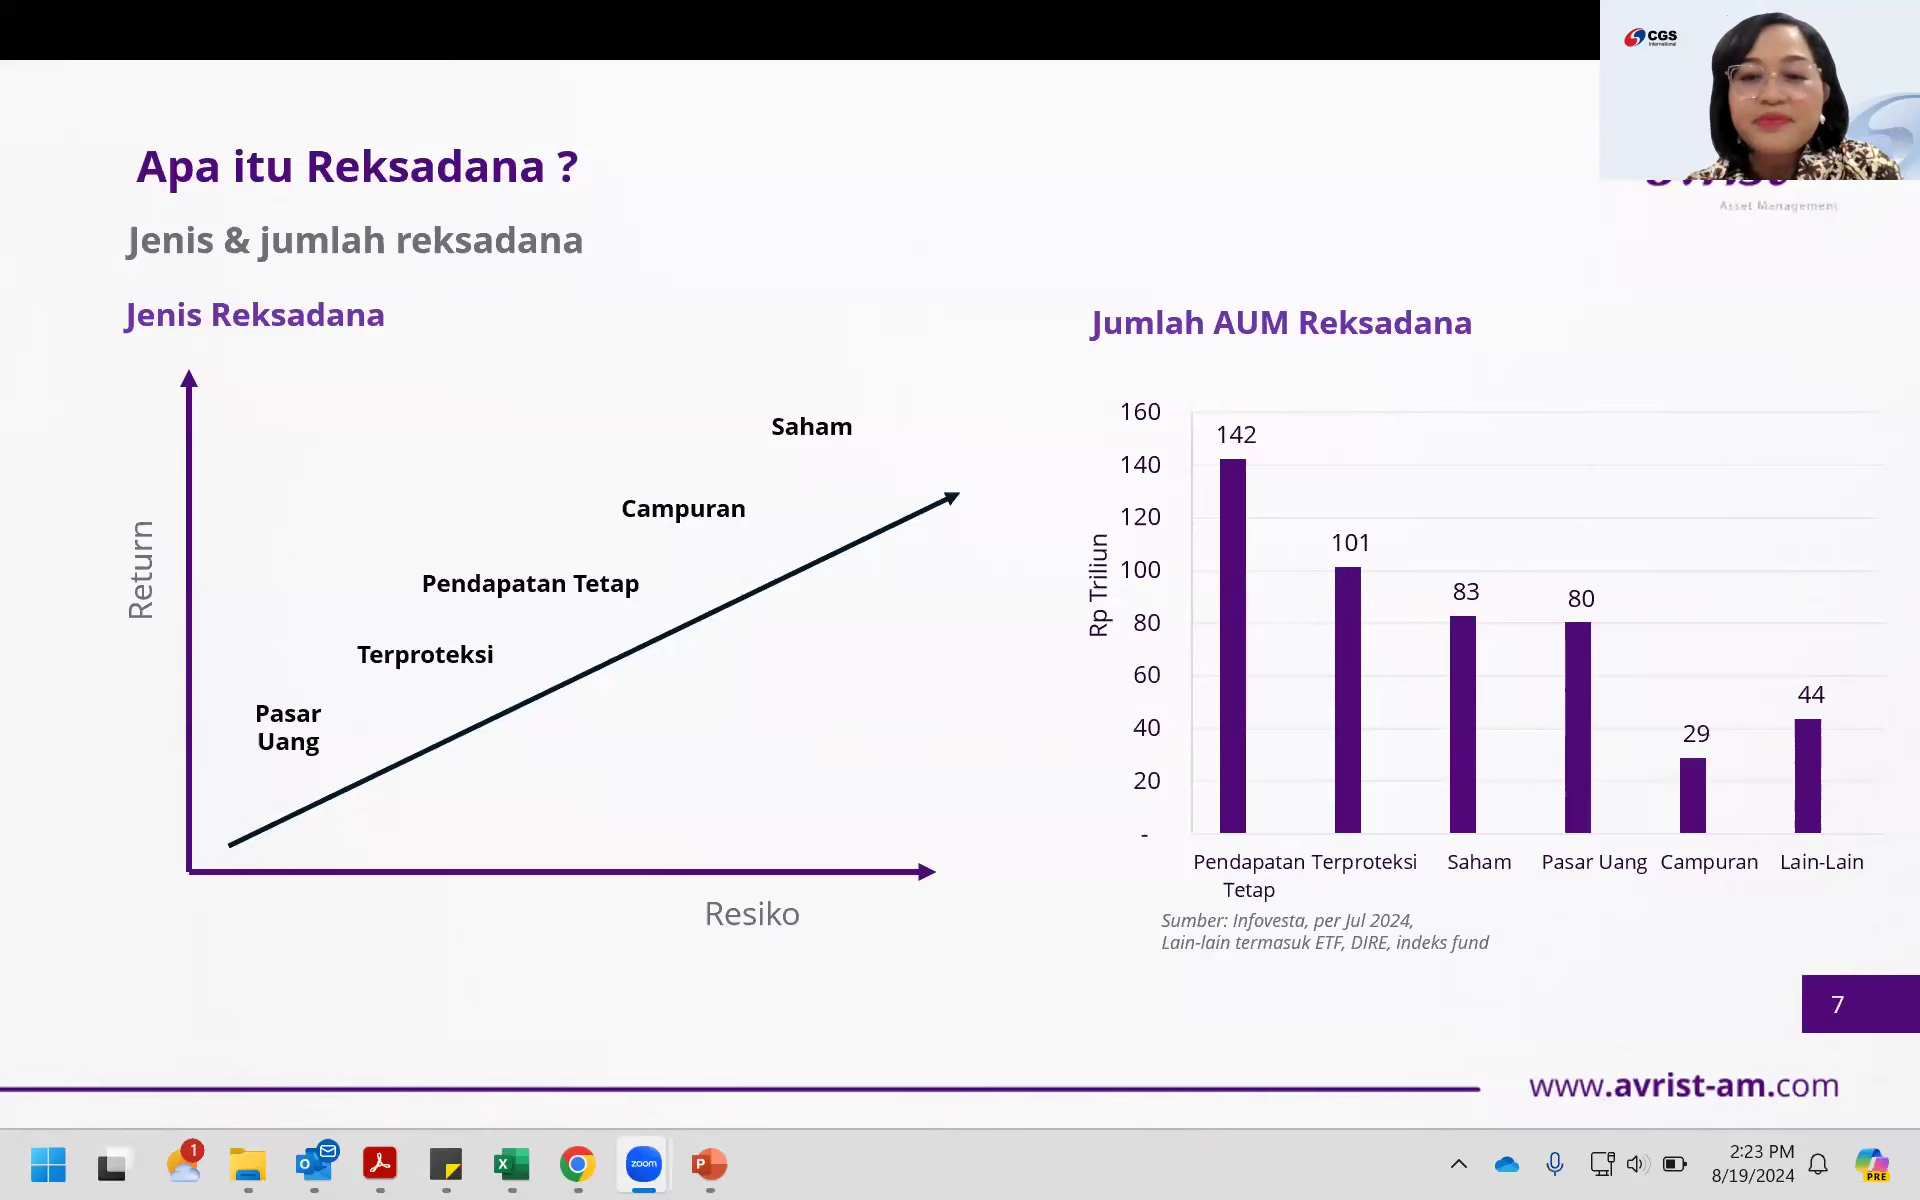 CGS
International
Apa itu Reksadana ?
Asset Management
Jenis & jumlah reksadana
Jenis Reksadana
Return
Saham
Campuran
Pendapatan Tetap
Terproteksi
Pasar
Uang
Resiko
Jumlah AUM Reksadana
Rp Triliun
160
140
120
100
80
60
40
20
-
142
101
83
80
29
44
Pendapatan Tetap
Terproteksi
Saham
Pasar Uang
Campuran
Lain-Lain
Sumber: Infovesta, per Jul 2024,
Lain-lain termasuk ETF, DIRE, indeks fund
7
www.avrist-am.com
1
zoom
2:23 PM
8/19/2024
PRE